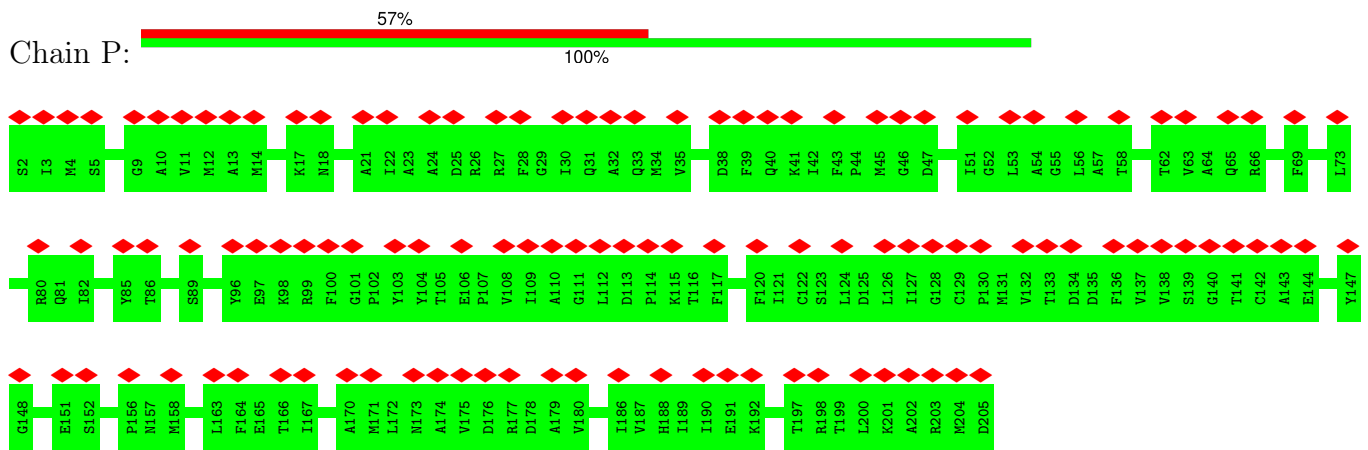 57%
Chain P:
100%
S2 I3 M4 S5 G9 A10 V11 M12 A13 M14 K17 N18 A21 I22 A23 A24 D25 R26 R27 F28 G29 I30 Q31 A32 Q33 M34 V35 D38 F39 Q40 K41 I42 F43 P44 M45 G46 D47 I51 G52 L53 A54 G55 L56 A57 T58 T62 V63 A64 Q65 R66 F69 L73
R80 Q81 I82 Y85 T86 S89 Y96 E97 K98 R99 F100 G101 P102 Y103 Y104 T105 E106 P107 V108 I109 A110 G111 L112 D113 P114 K115 T116 F117 F120 I121 C122 S123 L124 D125 L126 I127 G128 C129 P130 M131 V132 T133 D134 D135 F136 V137 V138 S139 G140 T141 C142 A143 E144 Y147
G148 E151 S152 P156 N157 M158 L163 F164 E165 T166 I167 A170 M171 L172 N173 A174 V175 D176 R177 D178 A179 V180 I186 V187 H188 I189 I190 E191 K192 T197 R198 T199 L200 K201 A202 R203 M204 D205